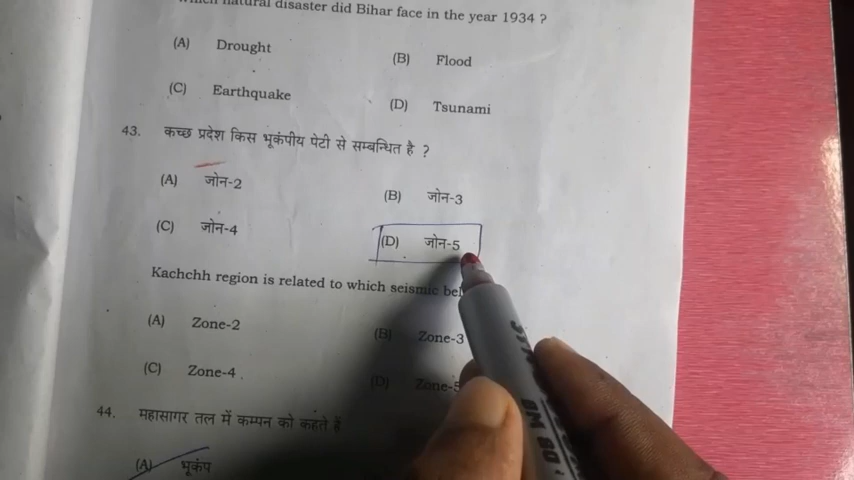 natural disaster did Bihar face in the year 1934 ?
(A) Drought (B) Flood
(C) Earthquake (D) Tsunami
43. कच्छ प्रदेश किस भूकंपीय पेटी से सम्बन्धित है ?
(A) जोन-2 (B) जोन-3
(C) जोन-4 (D) जोन-5
Kachchh region is related to which seismic
(A) Zone-2 (B) Zone-3
(C) Zone-4 (D) Zone-5
44. महासागर तल में कम्पन को कहते हैं
(A) भूकंप